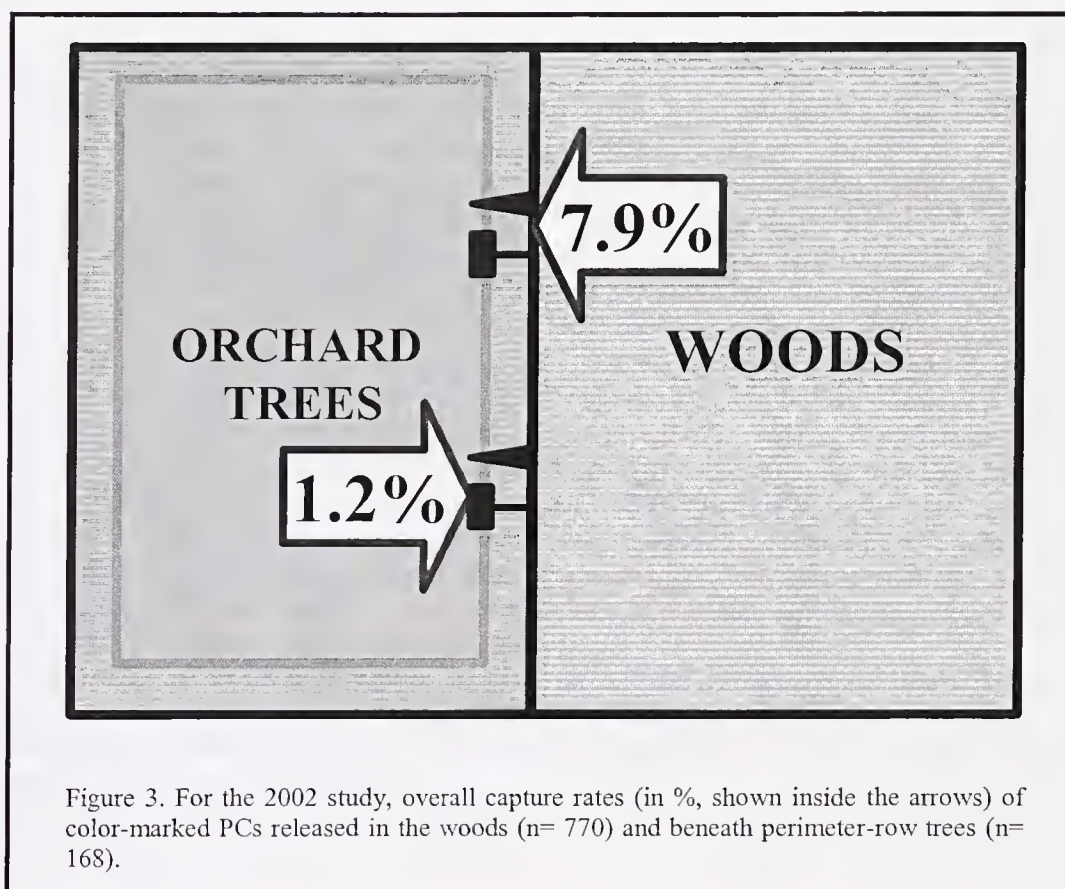 7.9%
ORCHARD
TREES
WOODS
1.2%
Figure 3. For the 2002 study, overall capture rates (in %, shown inside the arrows) of
color-marked PCs released in the woods (n= 770) and beneath perimeter-row trees (n=
168).